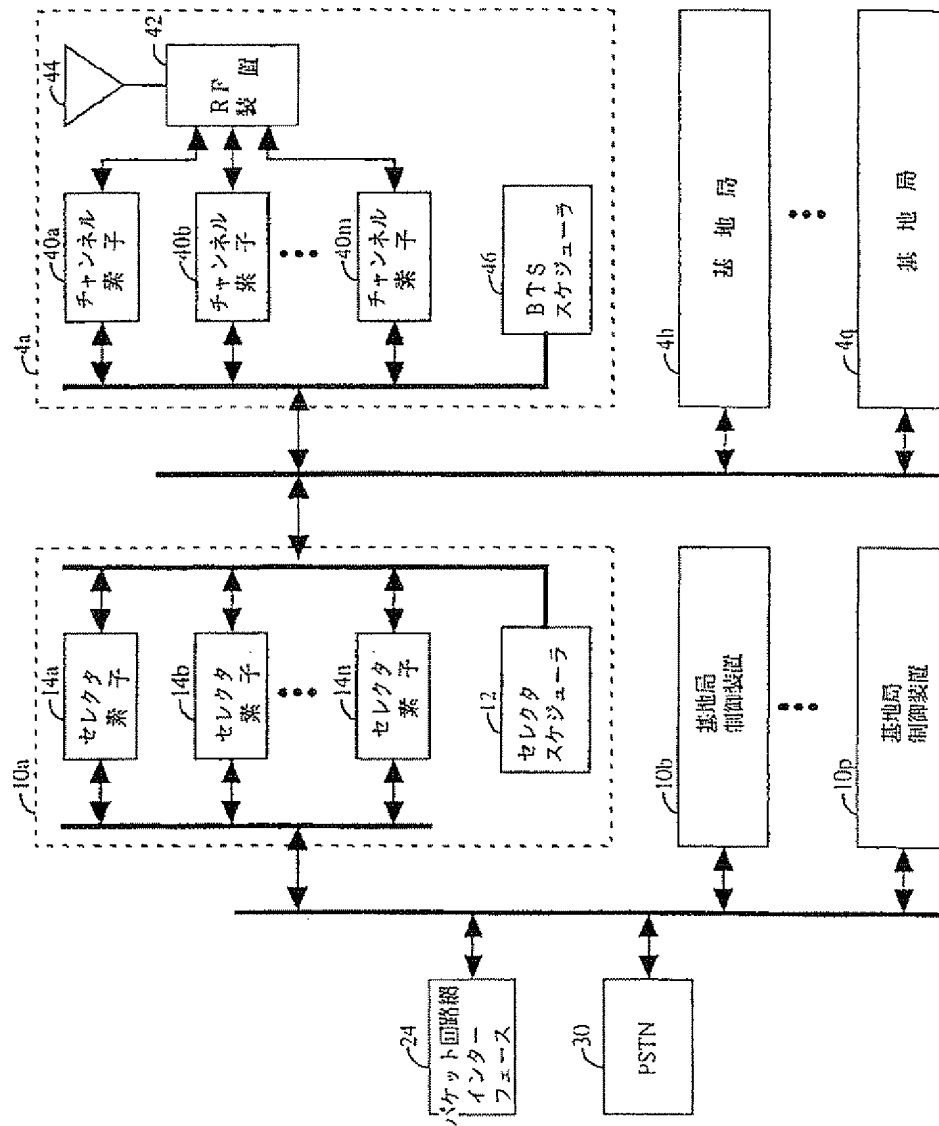 4a
40a
チャンネル
素 子
40b
チャンネル
素 子
40m
チャンネル
素 子
44
42
RF
装 置
46
BTS
スケジューラ
4b
基 地 局
4q
基 地 局
10a
14a
セレクタ
素 子
14b
セレクタ
素 子
14n
セレクタ
素 子
12
セレクタ
スケジューラ
10b
基地局
制御装置
10p
基地局
制御装置
24
パケット回路網
インター
フェース
30
PSTN